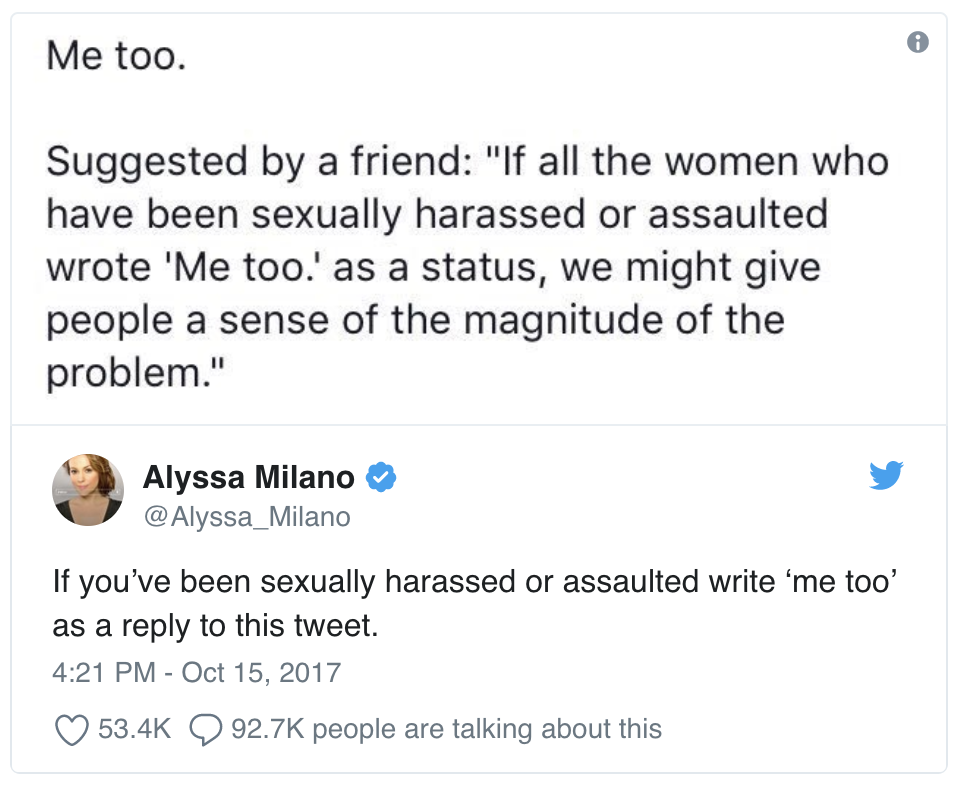 Me too.
Suggested by a friend: "If all the women who
have been sexually harassed or assaulted
wrote 'Me too.' as a status, we might give
people a sense of the magnitude of the
problem."
Alyssa Milano
@Alyssa_Milano
If you’ve been sexually harassed or assaulted write ‘me too’
as a reply to this tweet.
4:21 PM - Oct 15, 2017
53.4K 92.7K people are talking about this